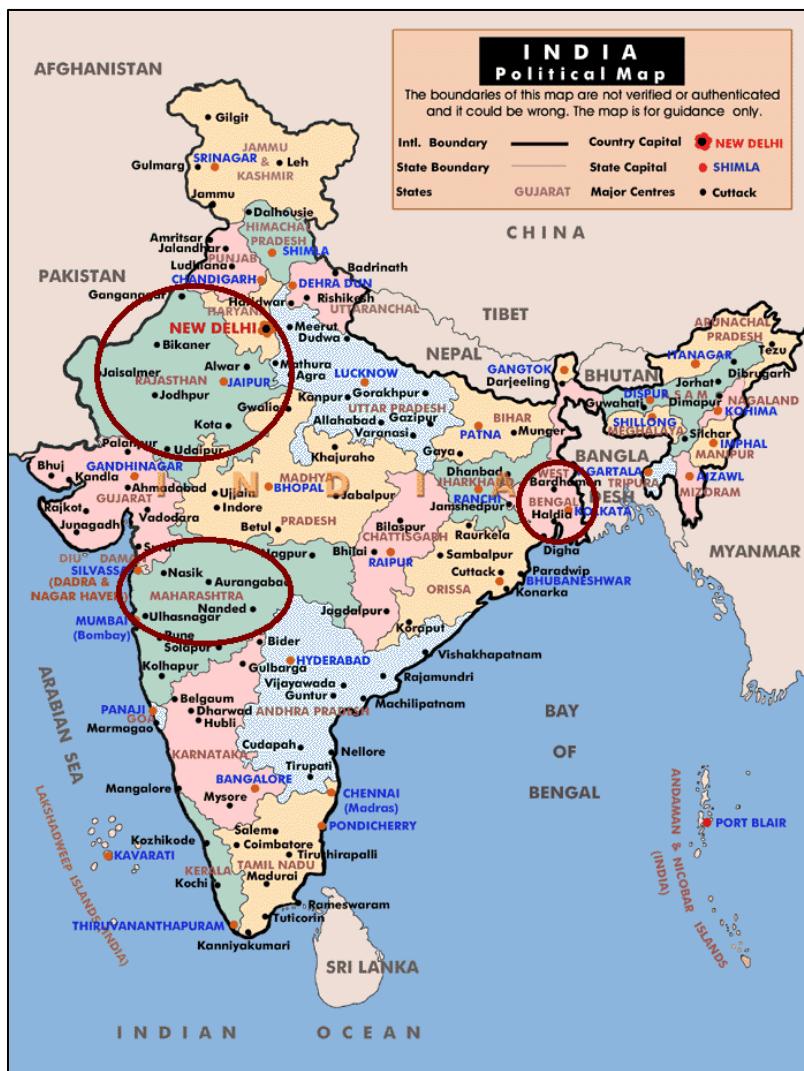 INDIA
Political Map
The boundaries of this map are not verified or authenticated
and it could be wrong. The map is for guidance only.
Intl. Boundary
Country Capital
NEW DELHI
State Boundary
State Capital
SHIMLA
States
GUJARAT
Major Centres
Cuttack
AFGHANISTAN
Gilgit
JAMMU
&
KASHMIR
SRINAGAR
Gulmarg
Leh
Jammu
CHINA
Dalhousie
HIMACHAL
PRADESH
Amritsar
Jalandhar
PUNJAB
SHIMLA
Ludhiana
PAKISTAN
CHANDIGARH
DEHRA DUN
Badrinath
Ganganagar
Haridwar
Rishikesh
UTTARANCHAL
HARYANA
TIBET
NEW DELHI
Meerut
Dudwa
ARUNACHAL
PRADESH
Tezu
Bikaner
NEPAL
GANGTOK
Darjeeling
BHUTAN
ITANAGAR
Dibrugarh
Jaisalmer
Alwar
Mathura
Agra
LUCKNOW
RAJASTHAN
JAIPUR
Jodhpur
Kanpur
Gorakhpur
DISPUR
Jorhat
Guwahati
SAM
Dimapur
NAGALAND
KOHIMA
Gwalio
UTTAR PRADESH
BIHAR
Kota
Allahabad
Gazipur
Varanasi
PATNA
Munger
SHILLONG
MEGHALAYA
Silchar
IMPHAL
MANIPUR
Palanpur
Udaipur
Khajuraho
Gaya
BANGLA
DESH
GARTALA
TRIPURA
AIZAWL
MIZORAM
Bhuj
Kandla
GANDHINAGAR
INDIA
Dhanbad
WEST
BENGAL
Bardhaman
Ahmadabad
GUJARAT
Ujjain
MADHYA
PRADESH
BHOPAL
Jabalpur
JHARKHAND
RANCHI
Rajkot
Vadodara
Indore
Jamshedpur
Haldia
KOLKATA
Junagadh
Betul
Bilaspur
CHATTISGARH
Raurkela
Digha
MYANMAR
DIU
DAMAN
Surat
Nagpur
Bhilai
RAIPUR
Sambalpur
SILVASSA
(DADRA &
NAGAR HAVELI)
Nasik
Aurangabad
MAHARASHTRA
Nanded
Cuttack
ORISSA
Paradwip
BHUBANESHWAR
Konarka
MUMBAI
(Bombay)
Ulhasnagar
Jagdalpur
Koraput
Pune
Solapur
Bider
Kolhapur
Gulbarga
HYDERABAD
Vishakhapatnam
Rajamundri
ARABIAN SEA
Belgaum
Vijayawada
Guntur
Machilipatnam
PANAJI
GOA
Marmagao
Dharwad
Hubli
ANDHRA PRADESH
BAY
OF
BENGAL
KARNATAKA
Cudapah
Nellore
Tirupati
Mangalore
BANGALORE
Mysore
CHENNAI
(Madras)
PONDICHERRY
LAKSHADWEEP ISLANDS (INDIA)
KAVARATI
Kozhikode
Salem
Coimbatore
Tiruchirapalli
KERALA
TAMIL NADU
Kochi
Madurai
ANDAMAN & NICOBAR ISLANDS
(INDIA)
PORT BLAIR
Rameswaram
Tuticorin
THIRUVANANTHAPURAM
Kanniyakumari
SRI LANKA
INDIAN OCEAN